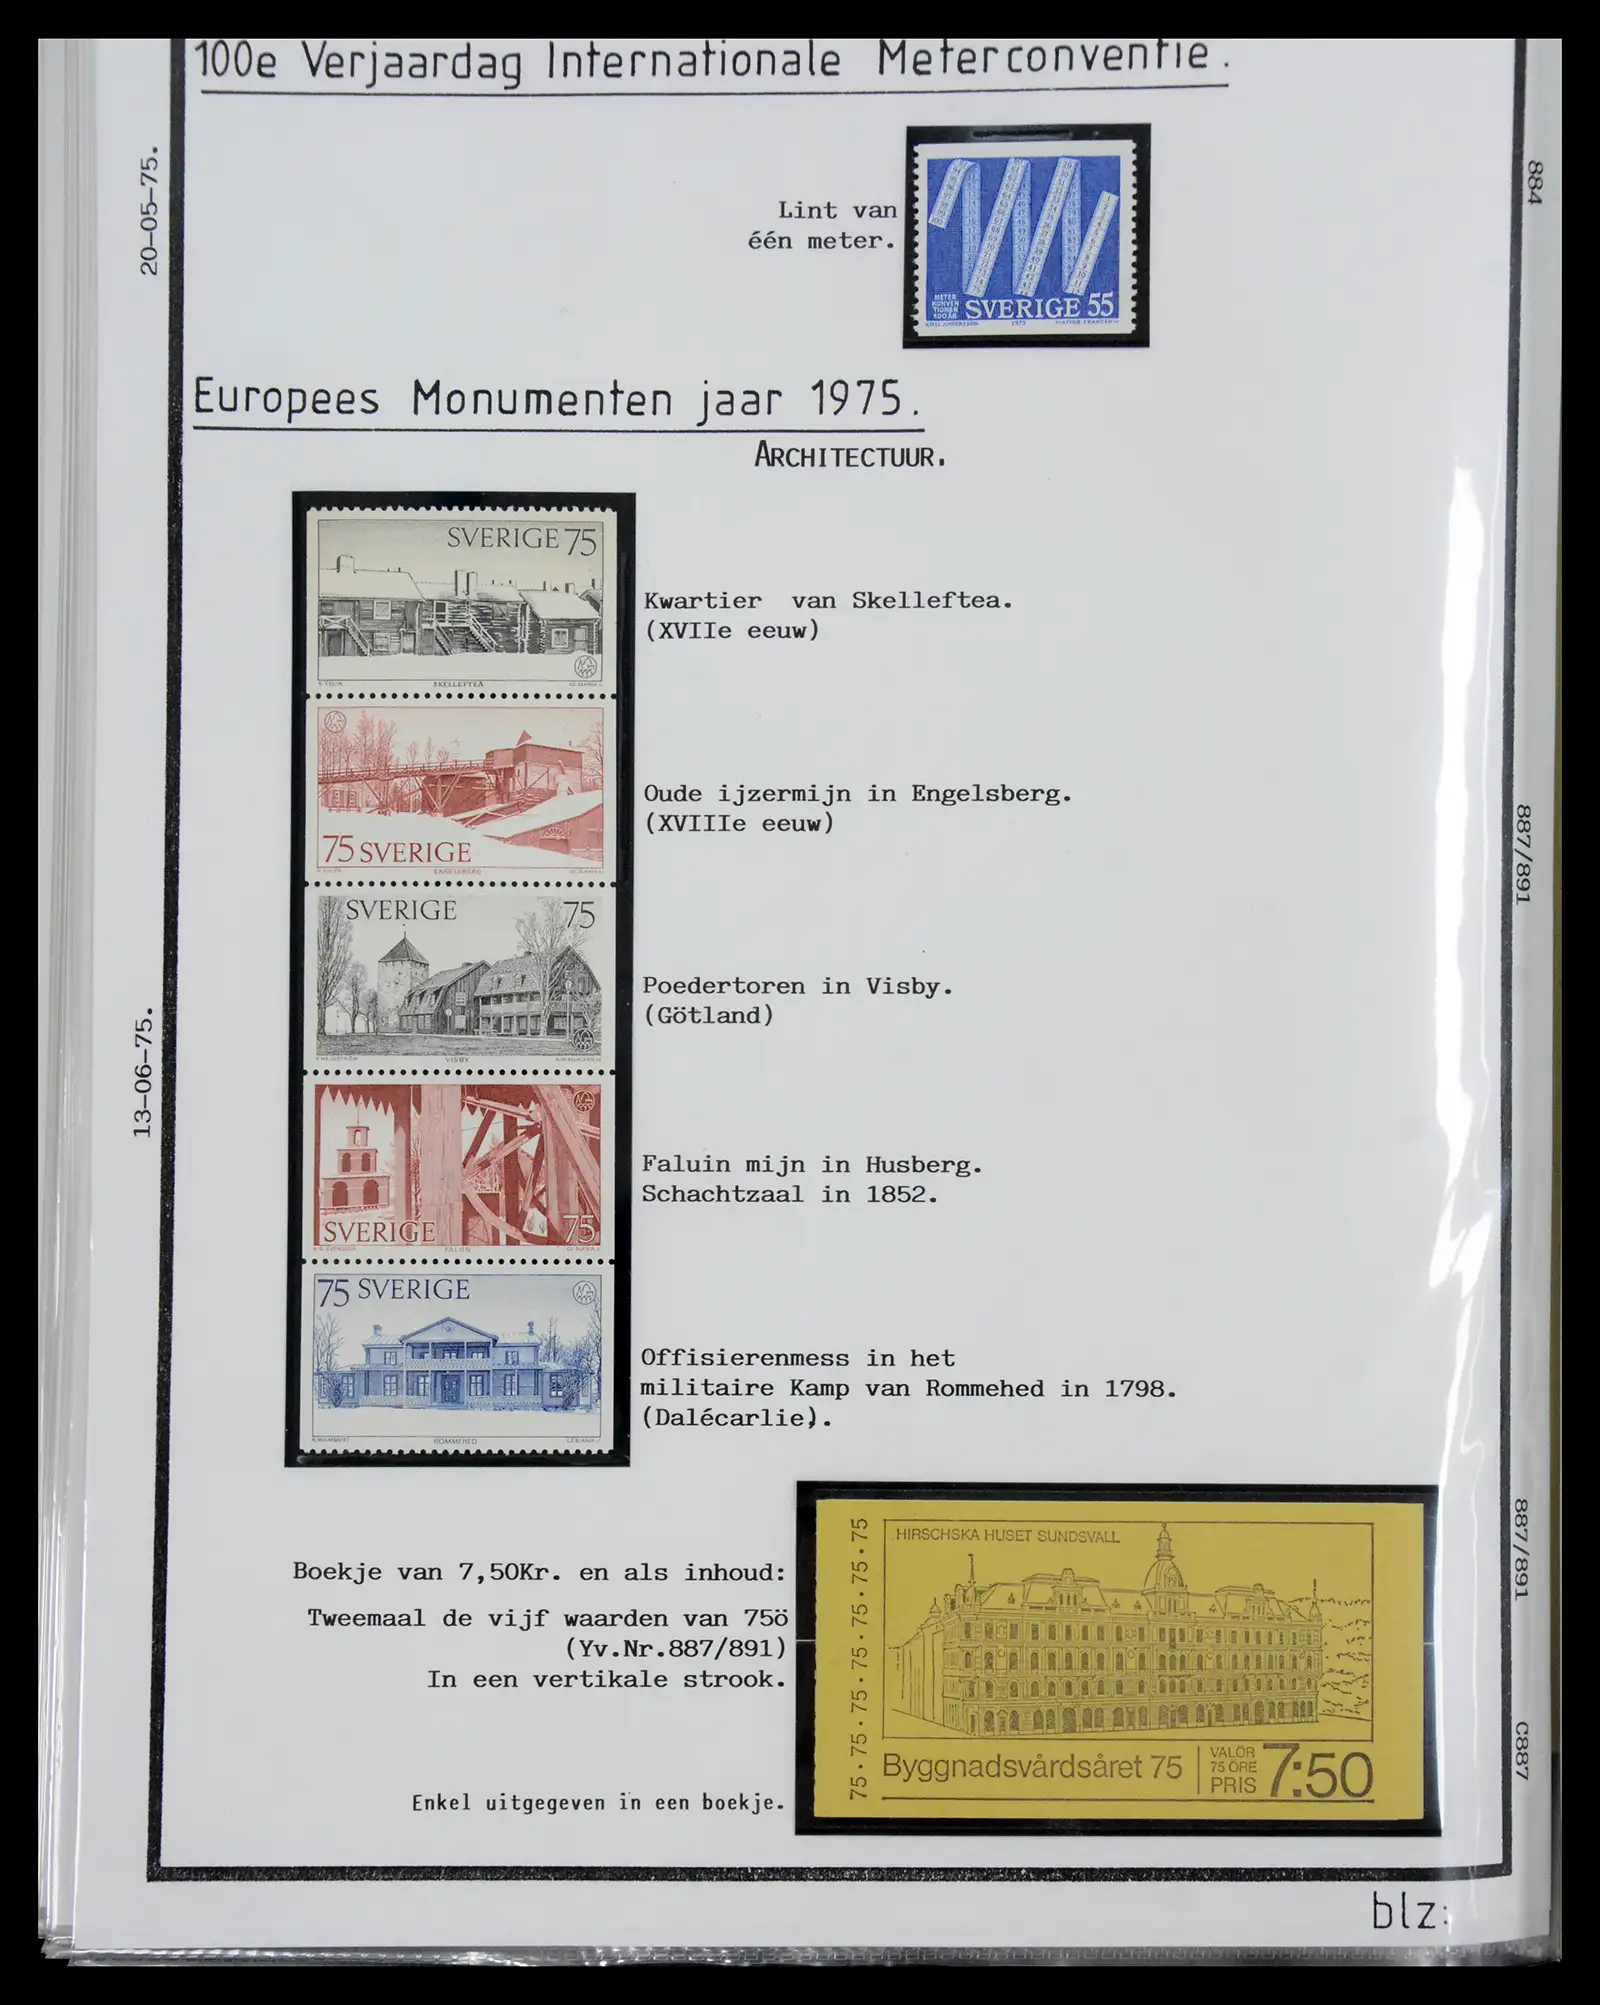 100e Verjaardag Internationale Meterconventie.
20-05-75.
884
Lint van
één meter.
METER
KONVEN
TIONEN
100 ÅR
SVERIGE 55
1975
Europees Monumenten jaar 1975.
ARCHITECTUUR.
SVERIGE 75
SKELLEFTEÅ
Kwartier van Skelleftea.
(XVIIe eeuw)
75 SVERIGE
ENGELSBERG
Oude ijzermijn in Engelsberg.
(XVIIIe eeuw)
887/891
SVERIGE 75
VISBY
Poedertoren in Visby.
(Götland)
13-06-75.
SVERIGE 75
FALUN
Faluin mijn in Husberg.
Schachtzaal in 1852.
75 SVERIGE
ROMMEHED
Offisierenmess in het
militaire Kamp van Rommehed in 1798.
(Dalécarlie).
Boekje van 7,50Kr. en als inhoud:
Tweemaal de vijf waarden van 75ö
(Yv.Nr.887/891)
In een vertikale strook.
Enkel uitgegeven in een boekje.
75·75·75·75·75·75·75
HIRSCHSKA HUSET SUNDSVALL
Byggnadsvårdsåret 75
VALÖR
75 ÖRE
PRIS
7:50
887/891
C887
blz: